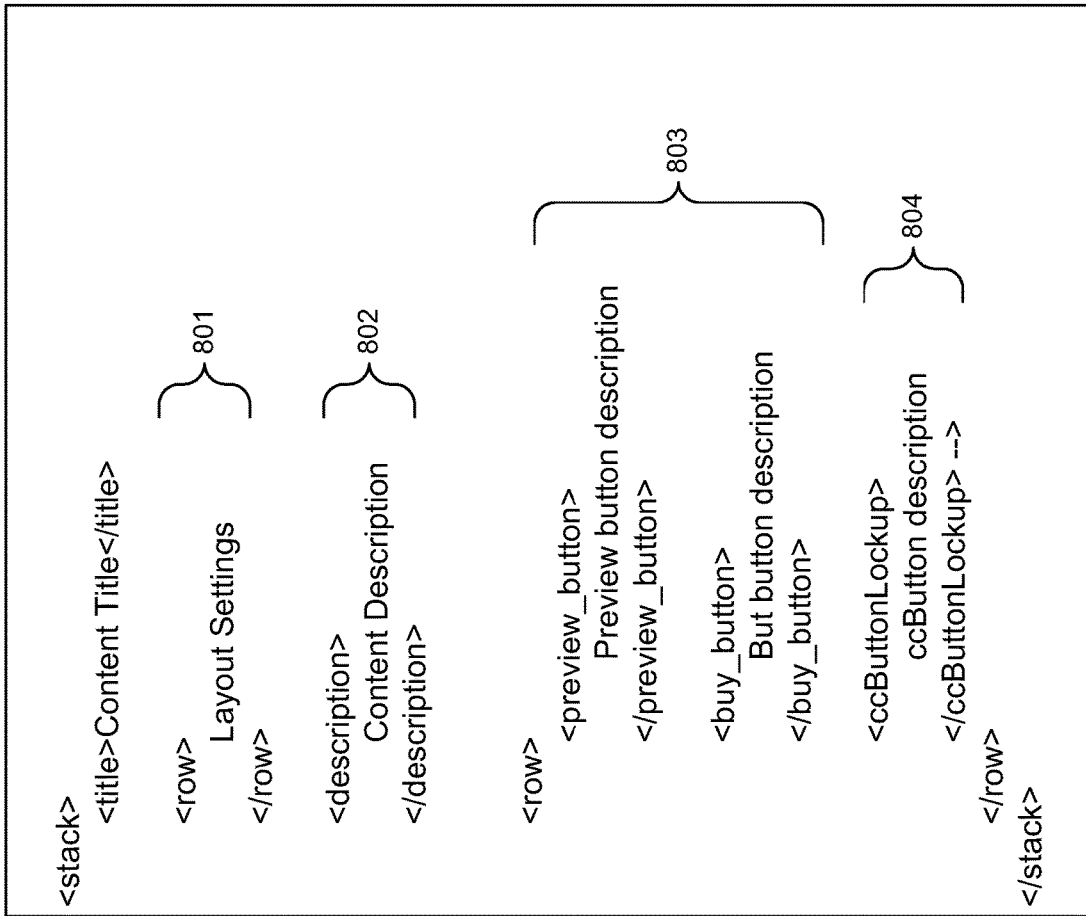 <stack>
<title>Content Title</title>
<row>
Layout Settings
</row>
801
<description>
Content Description
</description>
802
<row>
<preview_button>
Preview button description
</preview_button>
<buy_button>
But button description
</buy_button>
803
<ccButtonLockup>
ccButton description
</ccButtonLockup> -->
804
</row>
</stack>